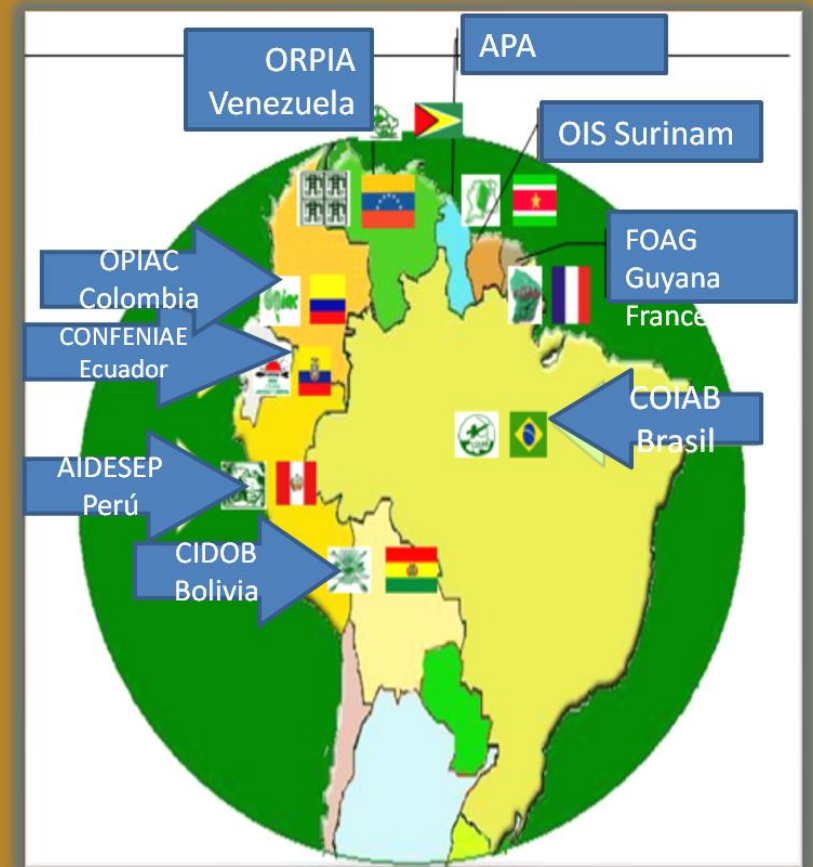 ORPIA
Venezuela
APA
OIS Surinam
FOAG
Guyana
France
OPIAC
Colombia
CONFENIAE
Ecuador
COIAB
Brasil
AIDESEP
Perú
CIDOB
Bolivia